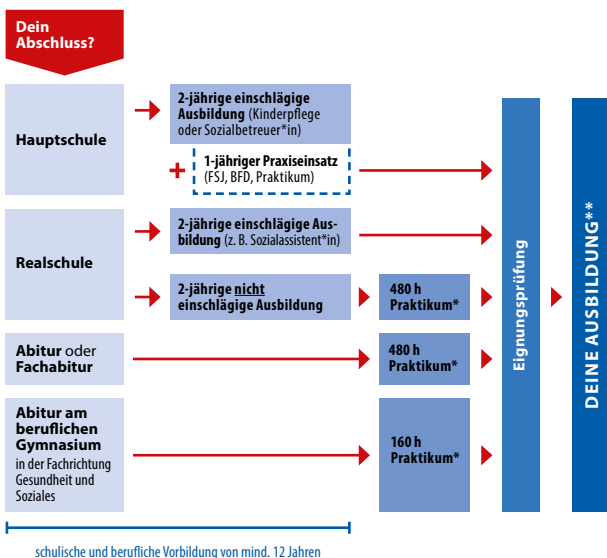 Dein
Abschluss?
Hauptschule
2-jährige einschlägige
Ausbildung (Kinderpflege
oder Sozialbetreuer*in)
+
1-jähriger Praxiseinsatz
(FSJ, BFD, Praktikum)
Realschule
2-jährige einschlägige Aus-
bildung (z. B. Sozialassistent*in)
2-jährige nicht
einschlägige Ausbildung
480 h
Praktikum*
Abitur oder
Fachabitur
480 h
Praktikum*
Abitur am
beruflichen
Gymnasium
in der Fachrichtung
Gesundheit und
Soziales
160 h
Praktikum*
Eignungsprüfung
DEINE AUSBILDUNG**
schulische und berufliche Vorbildung von mind. 12 Jahren